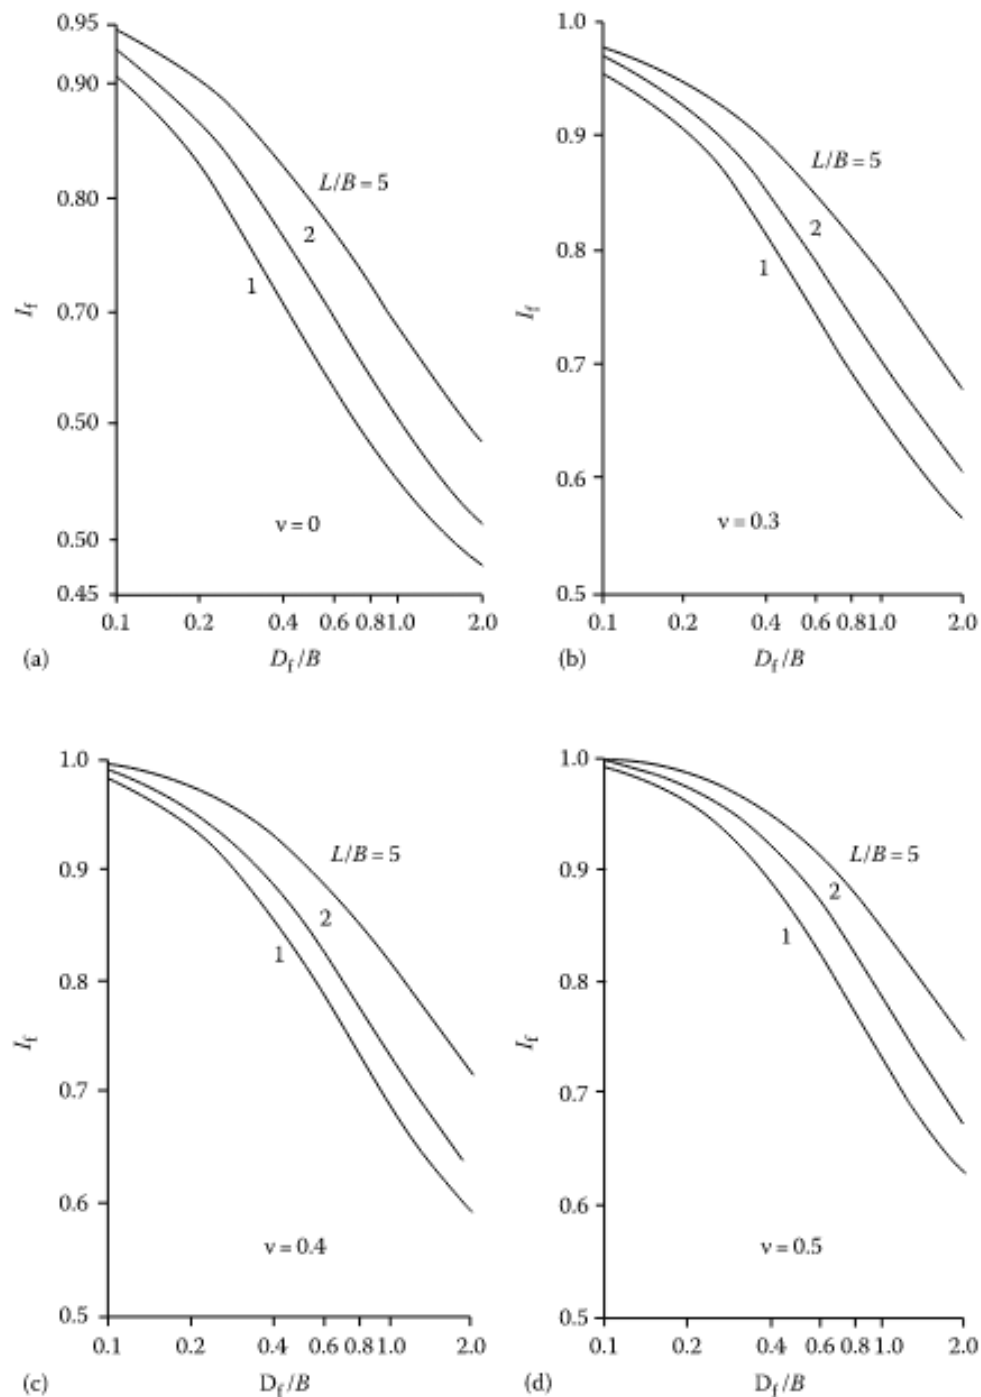 0.95
0.90
0.80
0.70
0.50
0.50
0.45
I_f
L/B = 5
2
1
ν = 0
0.1 0.2 0.4 0.6 0.8 1.0 2.0
(a) D_f/B
1.0
0.9
0.8
0.7
0.6
0.5
I_f
L/B = 5
2
1
ν = 0.3
0.1 0.2 0.4 0.6 0.8 1.0 2.0
(b) D_f/B
1.0
0.9
0.8
0.7
0.6
0.5
I_f
L/B = 5
2
1
ν = 0.4
0.1 0.2 0.4 0.6 0.8 1.0 2.0
(c) D_f/B
1.0
0.9
0.8
0.7
0.6
0.5
I_f
L/B = 5
2
1
ν = 0.5
0.1 0.2 0.4 0.6 0.8 1.0 2.0
(d) D_f/B